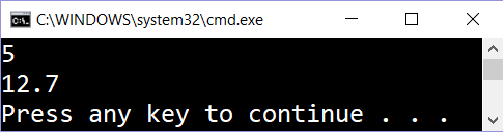 C:\WINDOWS\system32\cmd.exe
5
12.7
Press any key to continue . . .